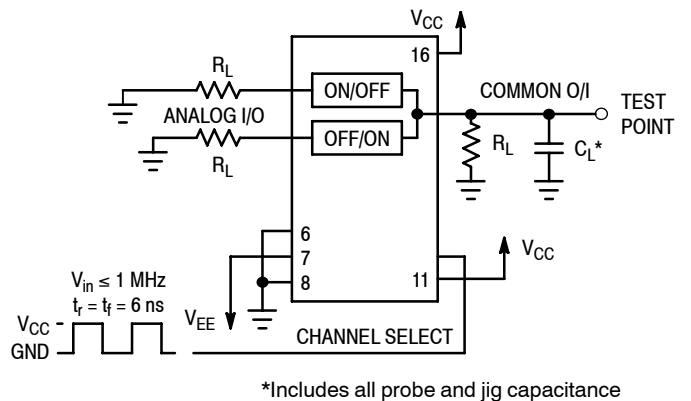 V_CC
16
R_L
ON/OFF
COMMON O/I
TEST POINT
ANALOG I/O
OFF/ON
R_L
R_L
C_L*
6
7
8
V_CC
11
V_in ≤ 1 MHz
t_r = t_f = 6 ns
V_EE
V_CC
GND
CHANNEL SELECT
*Includes all probe and jig capacitance